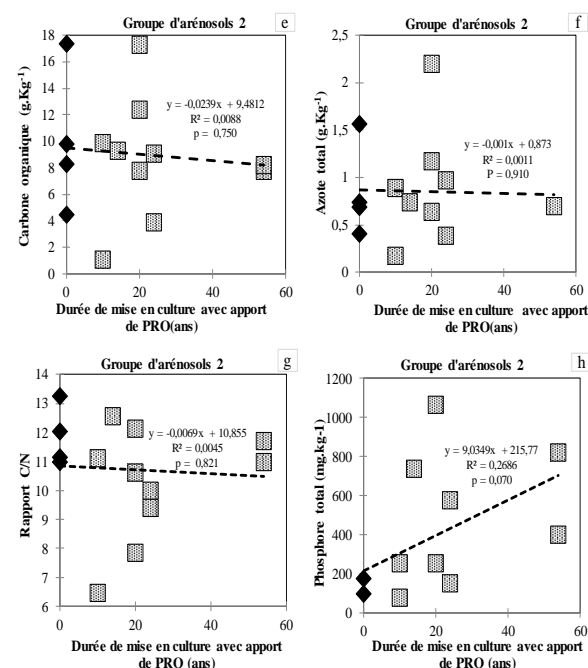 Groupe d'arénosols 2
e
Carbone organique (g.Kg-1)
18
16
14
12
10
8
6
4
2
0
y = -0,0239x + 9,4812
R² = 0,0088
p = 0,750
0
20
40
60
Durée de mise en culture avec apport
de PRO(ans)
Groupe d'arénosols 2
f
Azote total (g.Kg-1)
2,5
2
1,5
1
0,5
0
y = -0,001x + 0,873
R² = 0,0011
P = 0,910
0
20
40
60
Durée de mise en culture avec apport
de PRO(ans)
Groupe d'arénosols 2
g
Rapport C/N
14
13
12
11
10
9
8
7
6
y = -0,0069x + 10,855
R² = 0,0045
p = 0,821
0
20
40
60
Durée de mise en culture avec apport
de PRO (ans)
Groupe d'arénosols 2
h
Phosphore total (mg.kg-1)
1200
1000
800
600
400
200
0
y = 9,0349x + 215,77
R² = 0,2686
p = 0,070
0
20
40
60
Durée de mise en culture avec apport
de PRO (ans)